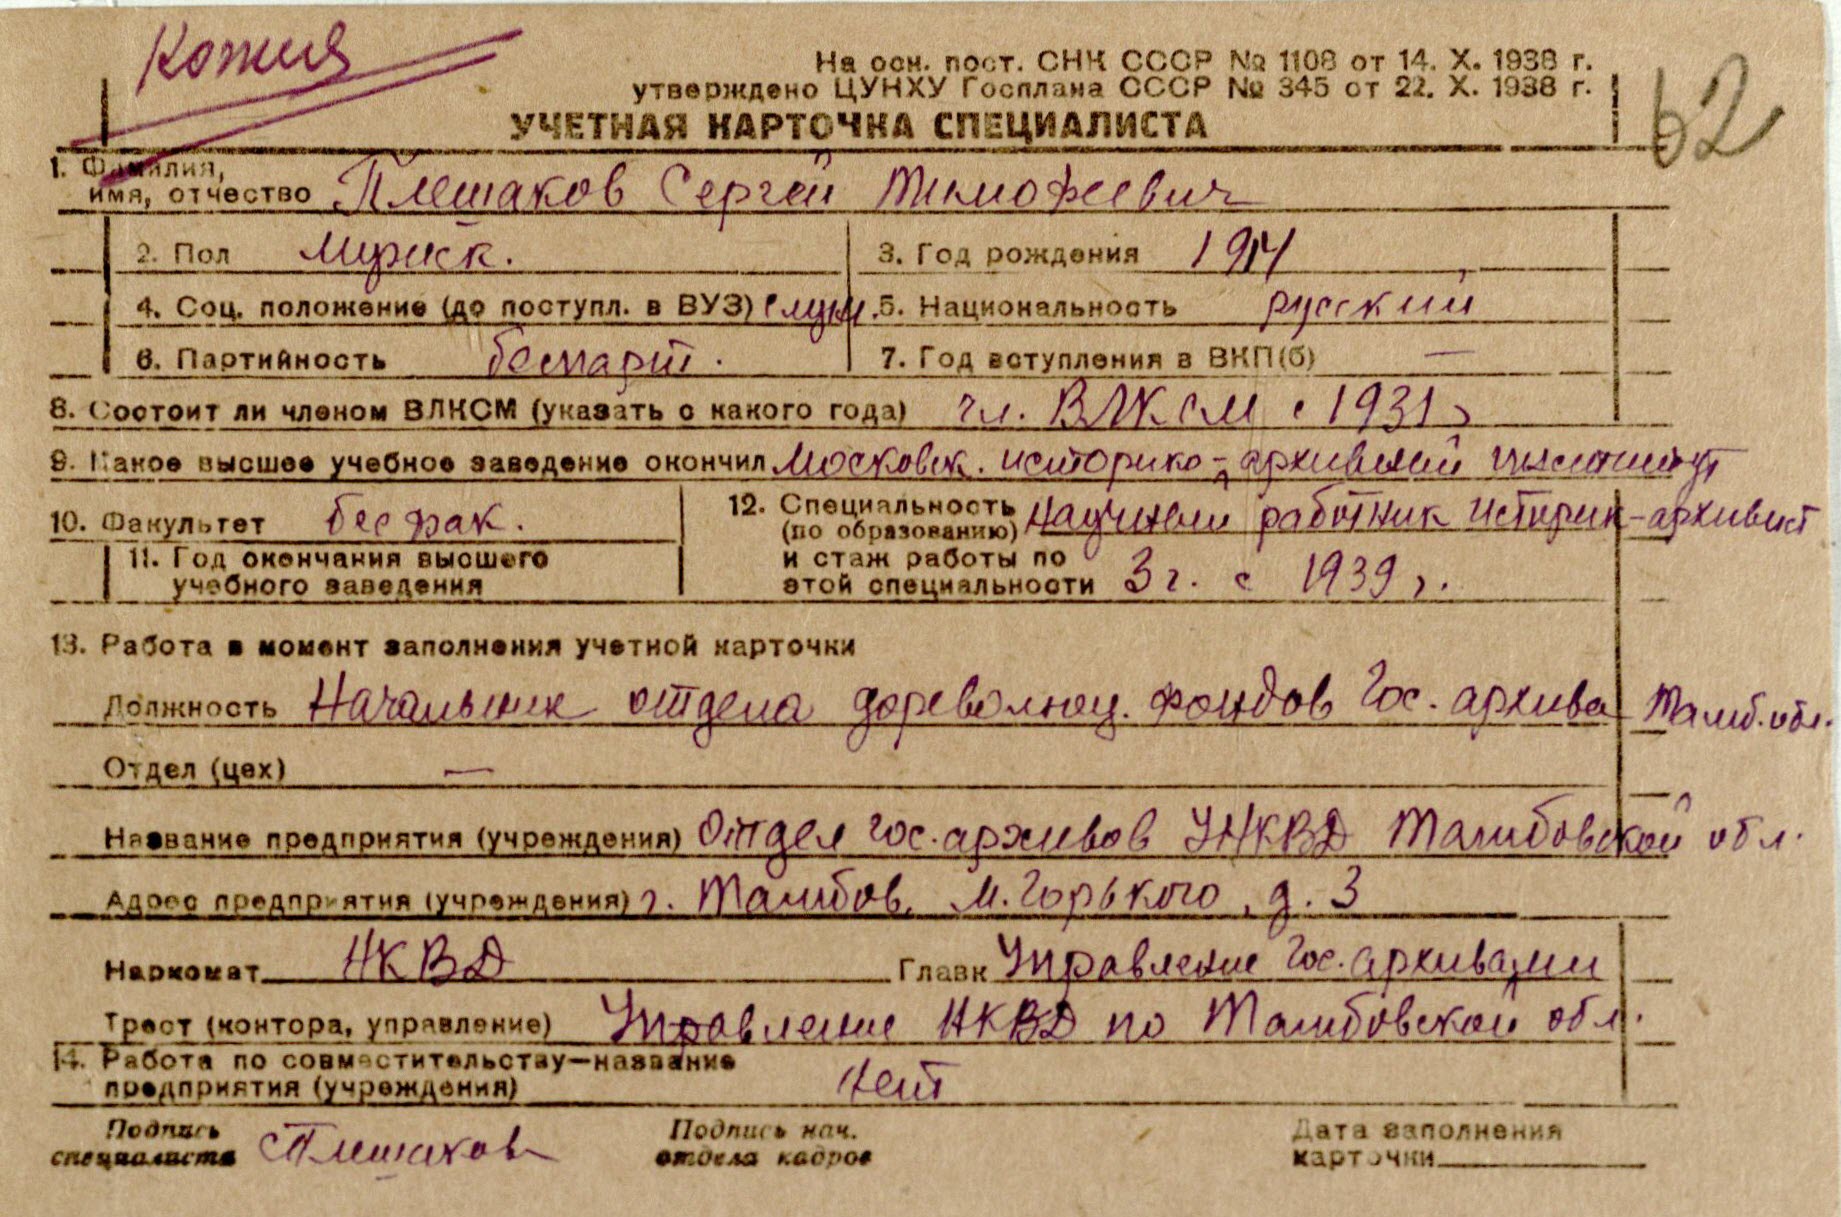 Копия
62
На осн. пост. СНК СССР № 1108 от 14. X. 1938 г.
утверждено ЦУНХУ Госплана СССР № 345 от 22. X. 1938 г.
УЧЕТНАЯ КАРТОЧКА СПЕЦИАЛИСТА
1. Фамилия,
имя, отчество Плешаков Сергей Тимофеевич
2. Пол мужск. 3. Год рождения 1914
4. Соц. положение (до поступл. в ВУЗ) служ. 5. Национальность русский
6. Партийность беспарт. 7. Год вступления в ВКП(б) —
8. Состоит ли членом ВЛКСМ (указать с какого года) чл. ВЛКСМ с 1931 г
9. Какое высшее учебное заведение окончил Московск. историко-архивный институт
10. Факультет без фак. 12. Специальность (по образованию) Научный работник историк-архивист
11. Год окончания высшего учебного заведения и стаж работы по этой специальности 3 г. с 1939 г.
13. Работа в момент заполнения учетной карточки
Должность Начальник отдела дореволюц. фондов Гос. архива Тамб. обл.
Отдел (цех) —
Название предприятия (учреждения) Отдел гос. архивов УНКВД Тамбовской обл.
Адрес предприятия (учреждения) г. Тамбов, М. Горького, д. 3
Наркомат НКВД Главк Управление Гос. архивами
Трест (контора, управление) Управление НКВД по Тамбовской обл.
14. Работа по совместительству—название
предприятия (учреждения) нет
Подпись Подпись нач. Дата заполнения
специалиста СПлешаков отдела кадров карточки